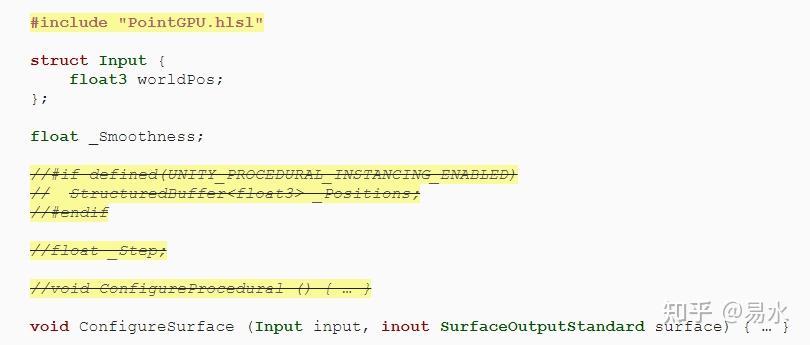 #include "PointGPU.hlsl"
struct Input {
float3 worldPos;
};
float _Smoothness;
//#if defined(UNITY_PROCEDURAL_INSTANCING_ENABLED)
// StructuredBuffer<float3> _Positions;
//#endif
//float _Step;
//void ConfigureProcedural () { … }
void ConfigureSurface (Input input, inout SurfaceOutputStandard surface) { … }
知乎 @易水